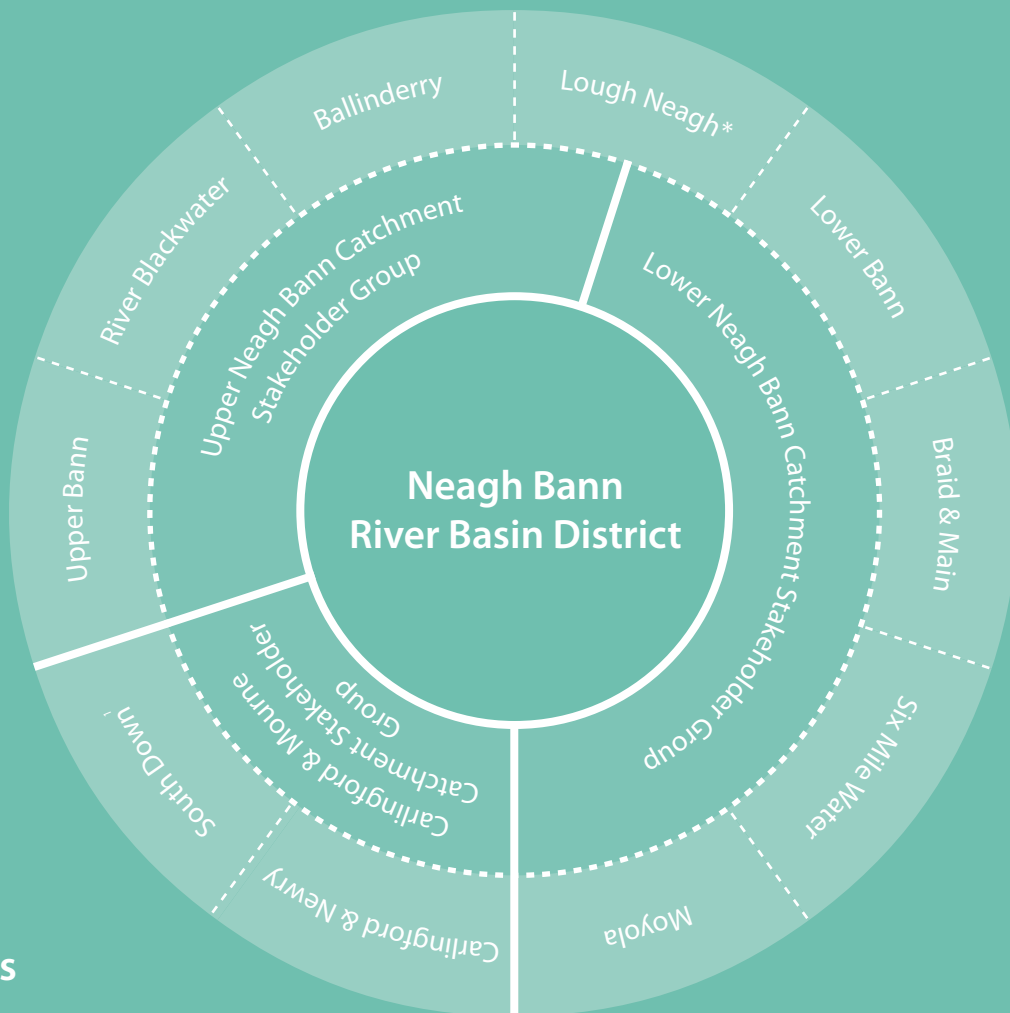 Neagh Bann
River Basin District
Upper Neagh Bann Catchment
Stakeholder Group
Lower Neagh Bann Catchment Stakeholder Group
Carlingford & Mourne
Catchment Stakeholder
Group
Lough Neagh*
Lower Bann
Braid & Main
Six Mile Water
Moyola
Carlingford & Newry
South Down
Upper Bann
River Blackwater
Ballinderry
s